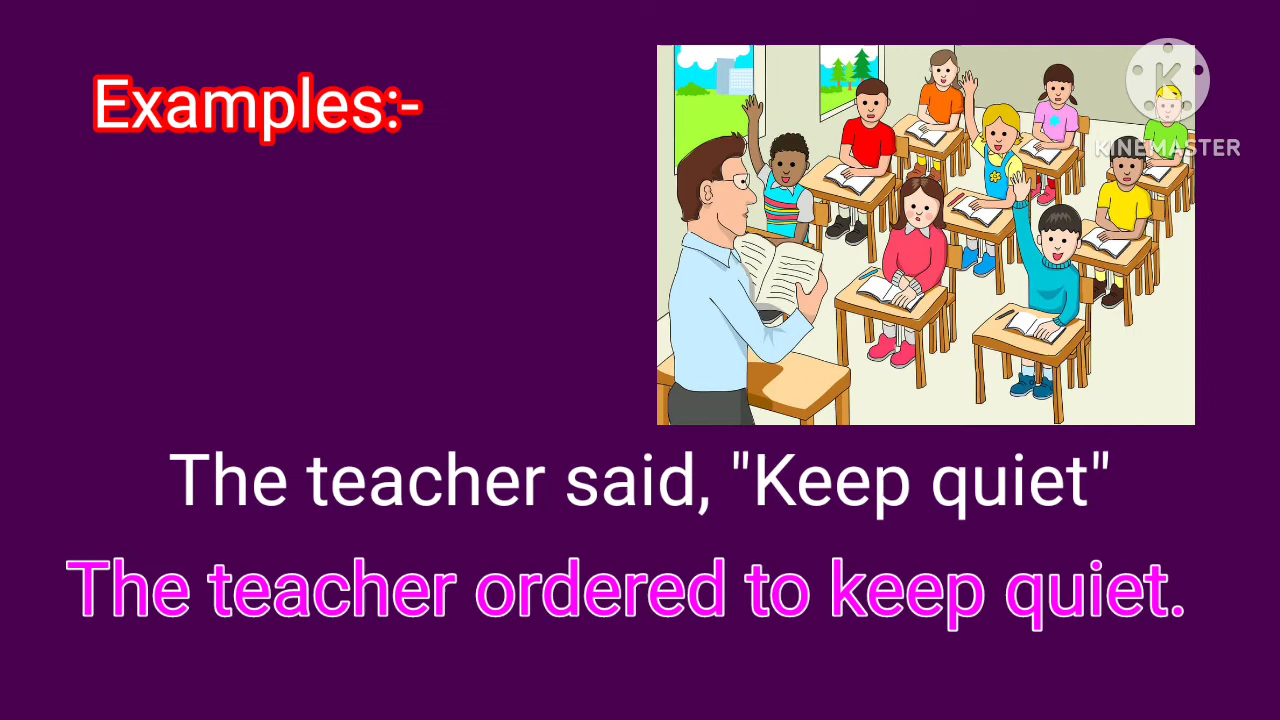 Examples:-
KINEMASTER
The teacher said, "Keep quiet"
The teacher ordered to keep quiet.